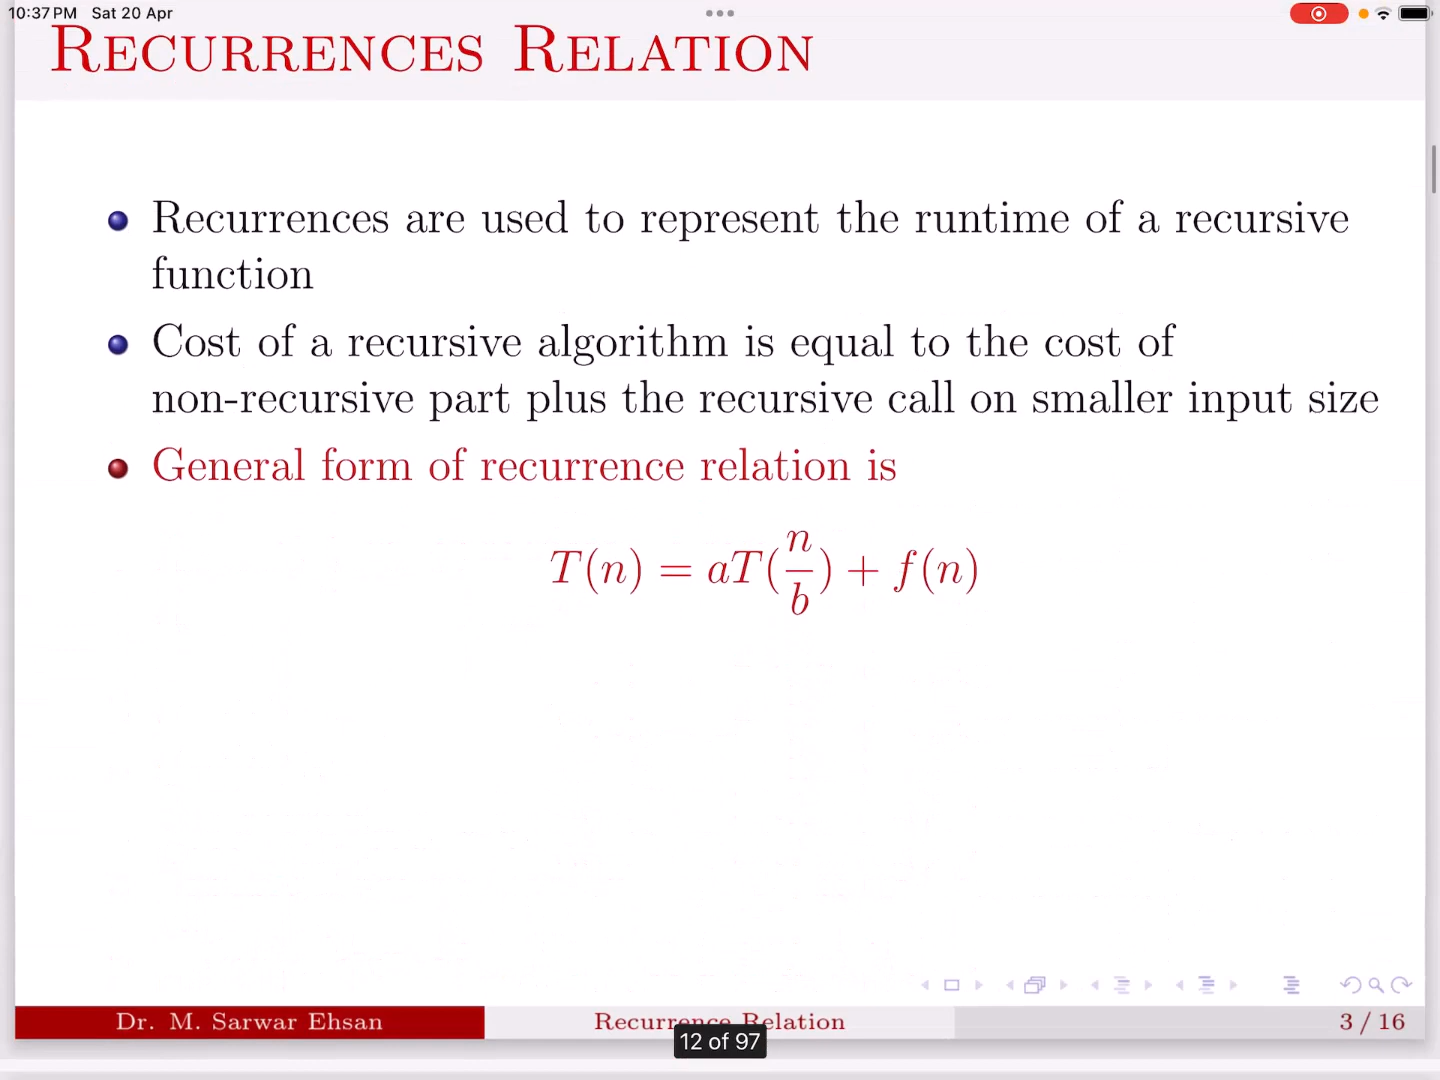 10:37 PM Sat 20 Apr
RECURRENCES RELATION
Recurrences are used to represent the runtime of a recursive
function
Cost of a recursive algorithm is equal to the cost of
non-recursive part plus the recursive call on smaller input size
General form of recurrence relation is
T(n) = aT(n/b) + f(n)
Dr. M. Sarwar Ehsan Recurrence Relation 3 / 16
12 of 97